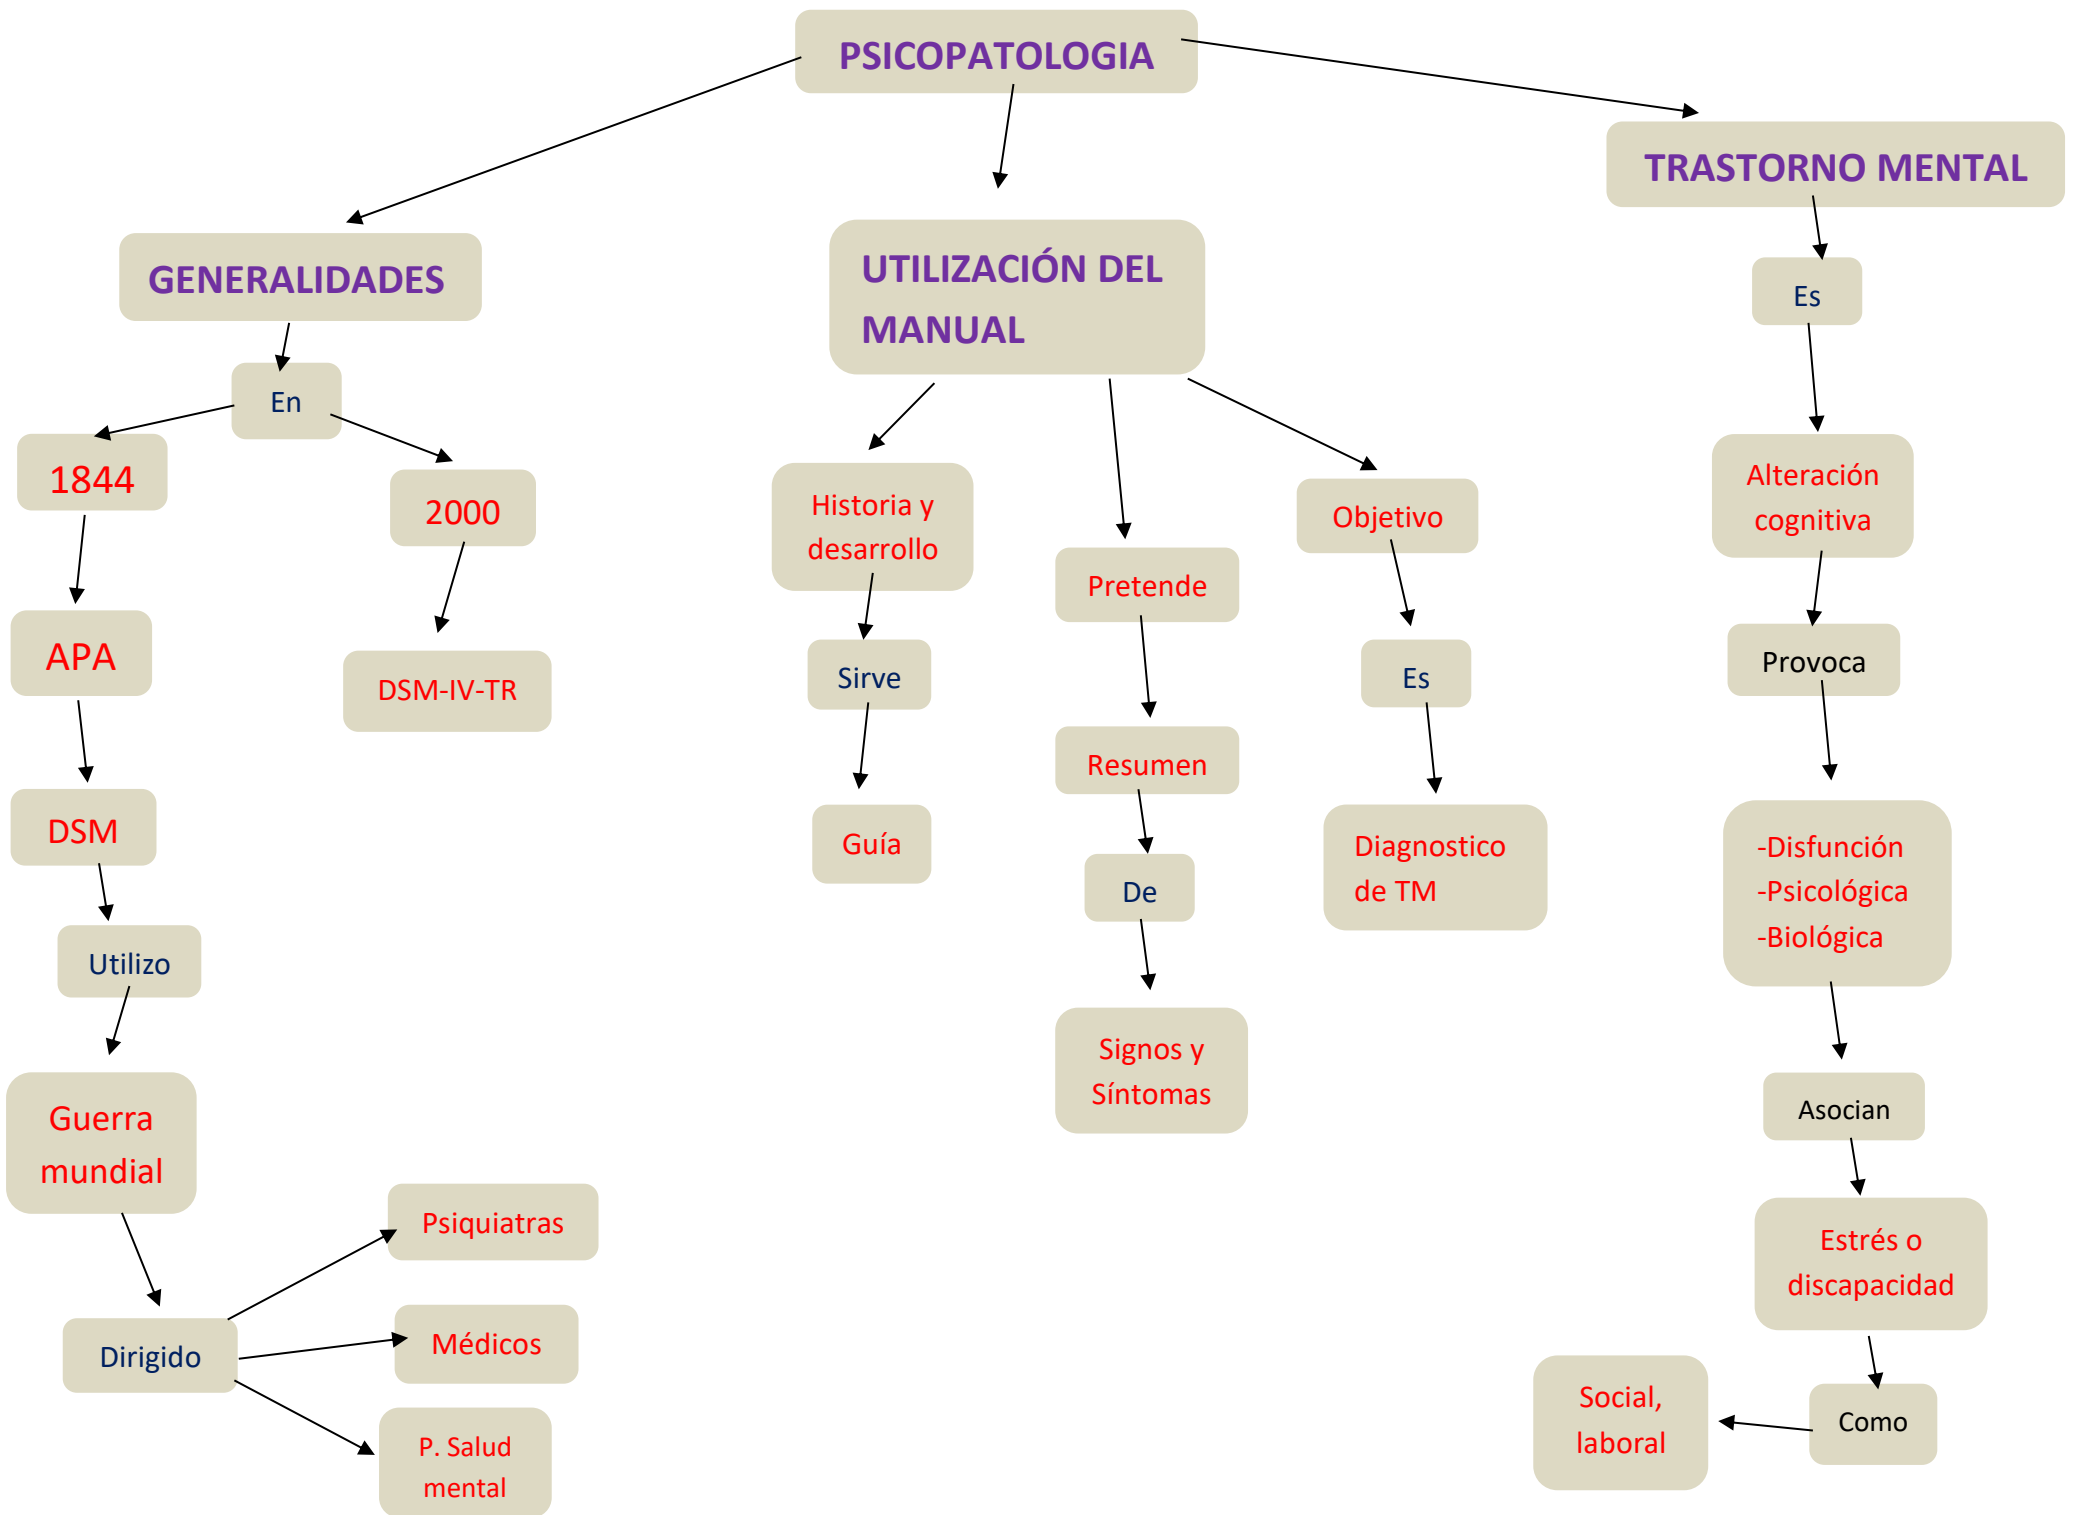 PSICOPATOLOGIA
TRASTORNO MENTAL
GENERALIDADES
UTILIZACIÓN DEL
MANUAL
Es
En
1844
2000
Historia y
desarrollo
Objetivo
Alteración
cognitiva
Pretende
APA
DSM-IV-TR
Sirve
Es
Provoca
Resumen
DSM
Guía
Diagnostico
de TM
-Disfunción
-Psicológica
-Biológica
De
Utilizo
Signos y
Síntomas
Guerra
mundial
Asocian
Psiquiatras
Estrés o
discapacidad
Dirigido
Médicos
Social,
laboral
Como
P. Salud
mental